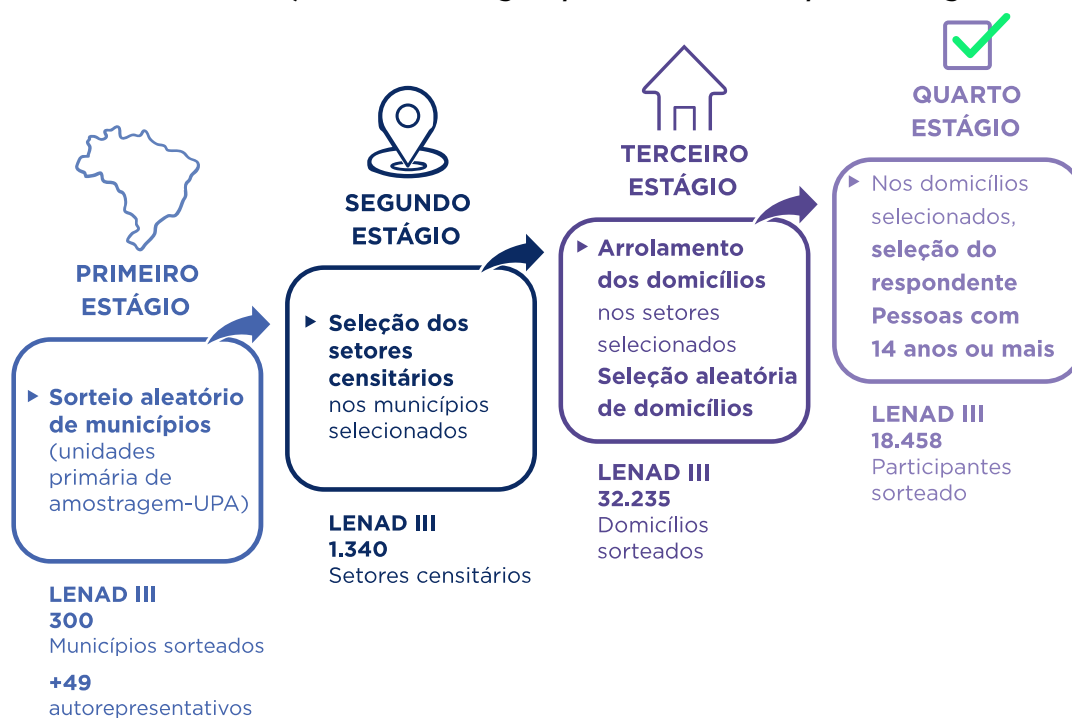 PRIMEIRO
ESTÁGIO
▸ Sorteio aleatório
de municípios
(unidades
primária de
amostragem-UPA)
LENAD III
300
Municípios sorteados
+49
autorepresentativos
SEGUNDO
ESTÁGIO
▸ Seleção dos
setores
censitários
nos municípios
selecionados
LENAD III
1.340
Setores censitários
TERCEIRO
ESTÁGIO
▸ Arrolamento
dos domicílios
nos setores
selecionados
Seleção aleatória
de domicílios
LENAD III
32.235
Domicílios
sorteados
QUARTO
ESTÁGIO
▸ Nos domicílios
selecionados,
seleção do
respondente
Pessoas com
14 anos ou mais
LENAD III
18.458
Participantes
sorteado